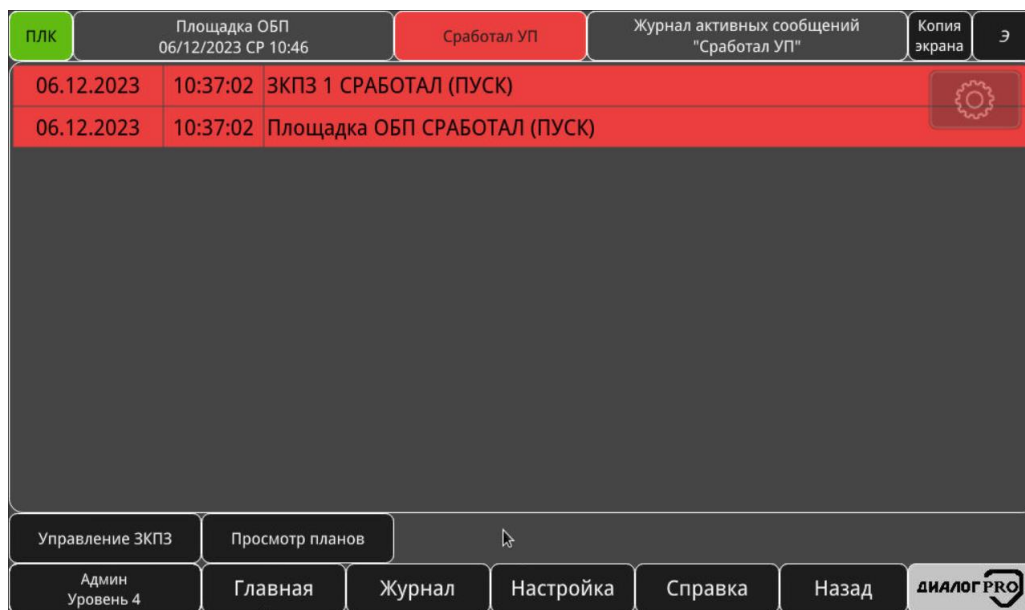 ПЛК
Площадка ОБП
06/12/2023 СР 10:46
Сработал УП
Журнал активных сообщений
"Сработал УП"
Копия
экрана
Э
06.12.2023 10:37:02 ЗКПЗ 1 СРАБОТАЛ (ПУСК)
06.12.2023 10:37:02 Площадка ОБП СРАБОТАЛ (ПУСК)
Управление ЗКПЗ
Просмотр планов
Админ
Уровень 4
Главная
Журнал
Настройка
Справка
Назад
ДИАЛОГ PRO